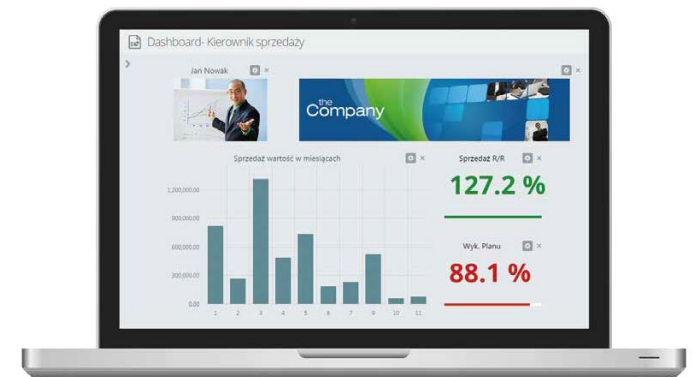 Dashboard- Kierownik sprzedaży
Jan Nowak
the
Company
Sprzedaż wartość w miesiącach
Sprzedaż R/R
127.2 %
Wyk. Planu
88.1 %
1,200,000.00
900,000.00
600,000.00
300,000.00
0.00
1 2 3 4 5 6 7 9 10 11